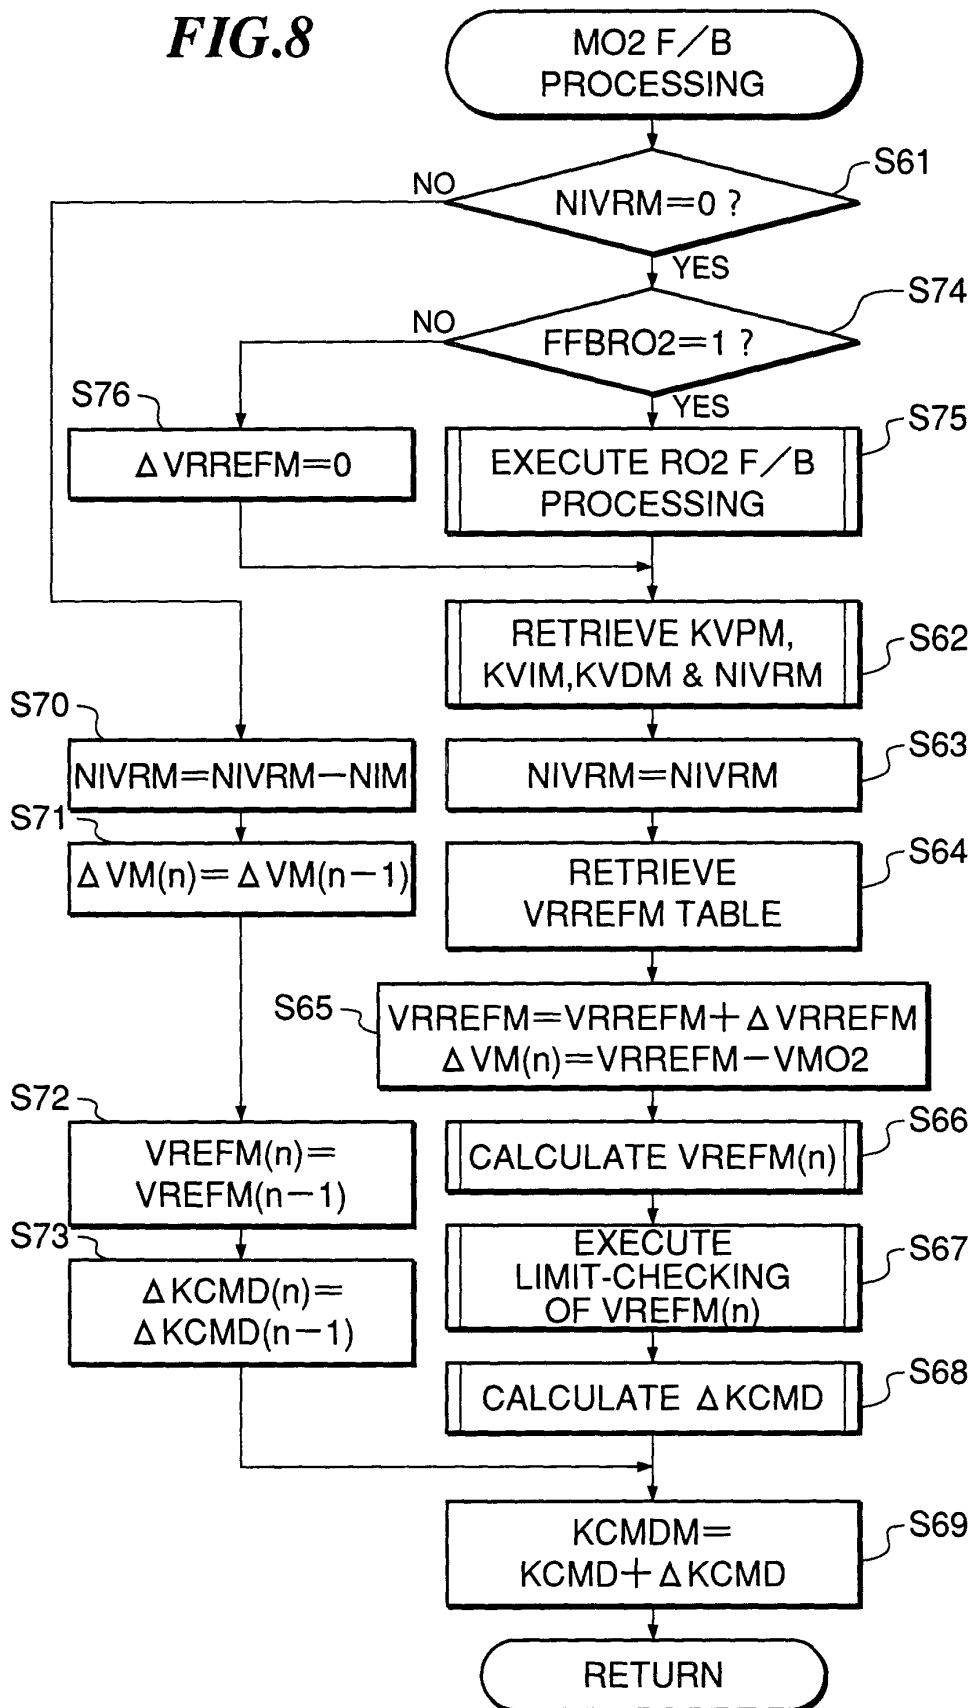 FIG.8
MO2 F/B
PROCESSING
S61
NO
NIVRM=0 ?
YES
S74
NO
FFBRO2=1 ?
YES
S76
S75
ΔVRREFM=0
EXECUTE RO2 F/B
PROCESSING
RETRIEVE KVPM,
KVIM,KVDM & NIVRM
S62
S70
NIVRM=NIVRM-NIM
NIVRM=NIVRM
S63
S71
ΔVM(n)=ΔVM(n-1)
RETRIEVE
VRREFM TABLE
S64
S65
VRREFM=VRREFM+ΔVRREFM
ΔVM(n)=VRREFM-VMO2
S72
VREFM(n)=
VREFM(n-1)
CALCULATE VREFM(n)
S66
S73
ΔKCMD(n)=
ΔKCMD(n-1)
EXECUTE
LIMIT-CHECKING
OF VREFM(n)
S67
CALCULATE ΔKCMD
S68
KCMDM=
KCMD+ΔKCMD
S69
RETURN